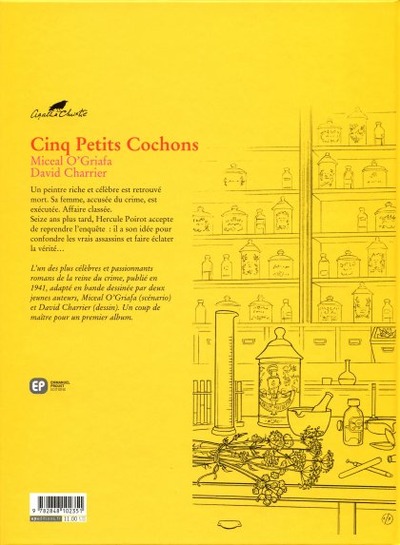 Agatha Christie
Cinq Petits Cochons
Miceal O'Griafa
David Charrier
Un peintre riche et célèbre est retrouvé
mort. Sa femme, accusée du crime, est
exécutée. Affaire classée.
Seize ans plus tard, Hercule Poirot accepte
de reprendre l'enquête : il a son idée pour
confondre les vrais assassins et faire éclater
la vérité…
L'un des plus célèbres et passionnants
romans de la reine du crime, publié en
1941, adapté en bande dessinée par deux
jeunes auteurs, Miceal O'Griafa (scénario)
et David Charrier (dessin). Un coup de
maître pour un premier album.
EP
EMMANUEL
PROUST
ÉDITIONS
9 782848 102351